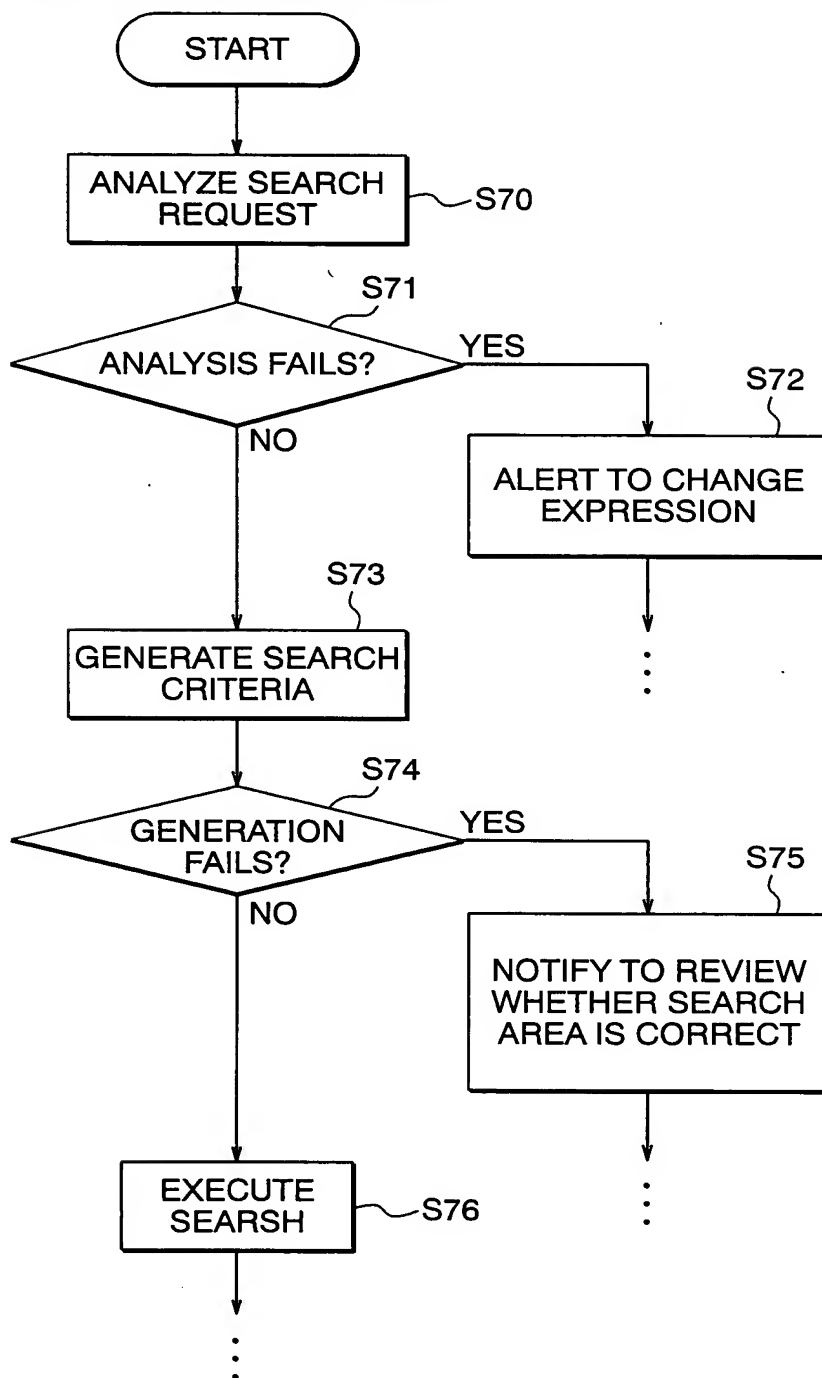 START
ANALYZE SEARCH
REQUEST
S70
S71
ANALYSIS FAILS?
YES
NO
S72
ALERT TO CHANGE
EXPRESSION
S73
GENERATE SEARCH
CRITERIA
S74
GENERATION
FAILS?
YES
NO
S75
NOTIFY TO REVIEW
WHETHER SEARCH
AREA IS CORRECT
EXECUTE
SEARSH
S76